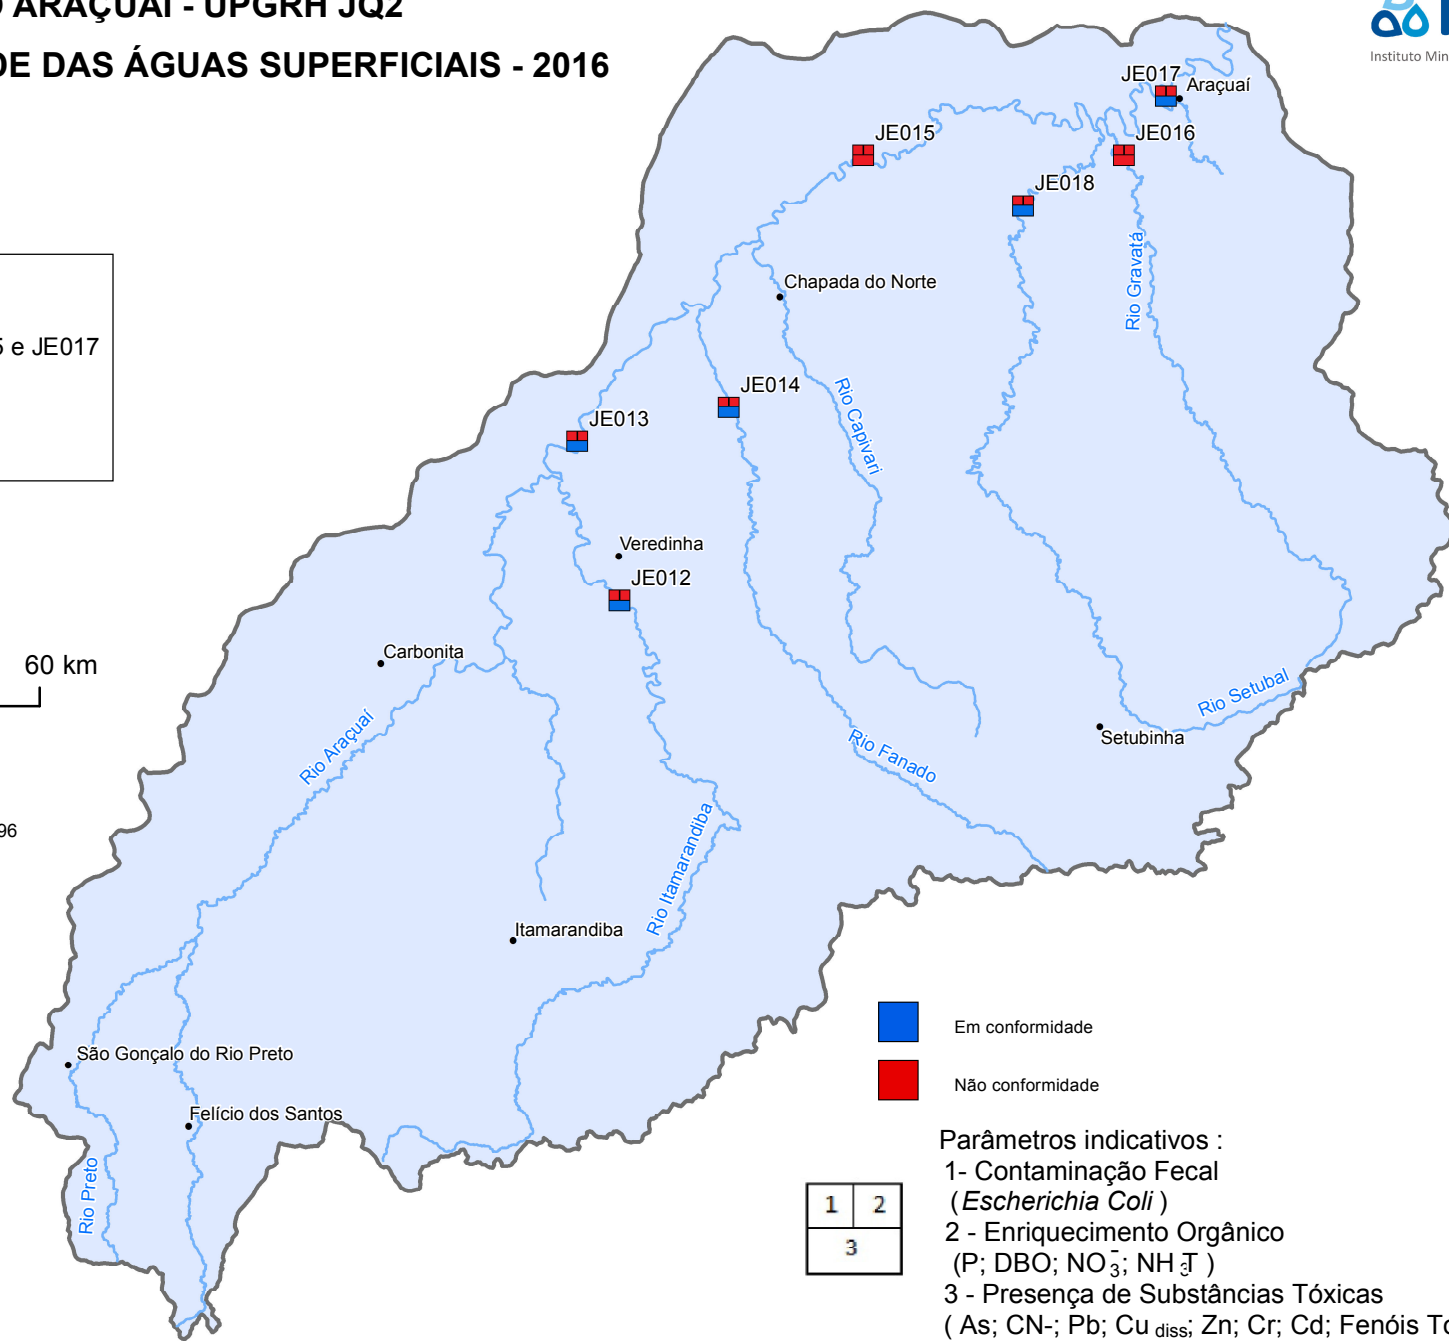 ARAÇUAÍ - UPGRH JQ2
DE DAS ÁGUAS SUPERFICIAIS - 2016
Instituto Min
JE017
Araçuaí
JE015
JE016
JE018
Rio Gravatá
Chapada do Norte
e JE017
JE014
Rio Capivari
JE013
Veredinha
JE012
Carbonita
60 km
Rio Araçuaí
Rio Setubal
Setubinha
Rio Fanado
96
Rio Itamarandiba
Itamarandiba
São Gonçalo do Rio Preto
Felício dos Santos
Rio Preto
Em conformidade
Não conformidade
Parâmetros indicativos :
1- Contaminação Fecal
(Escherichia Coli )
1 2
3
2 - Enriquecimento Orgânico
(P; DBO; NO3-; NH3T )
3 - Presença de Substâncias Tóxicas
( As; CN-; Pb; Cu diss; Zn; Cr; Cd; Fenóis To